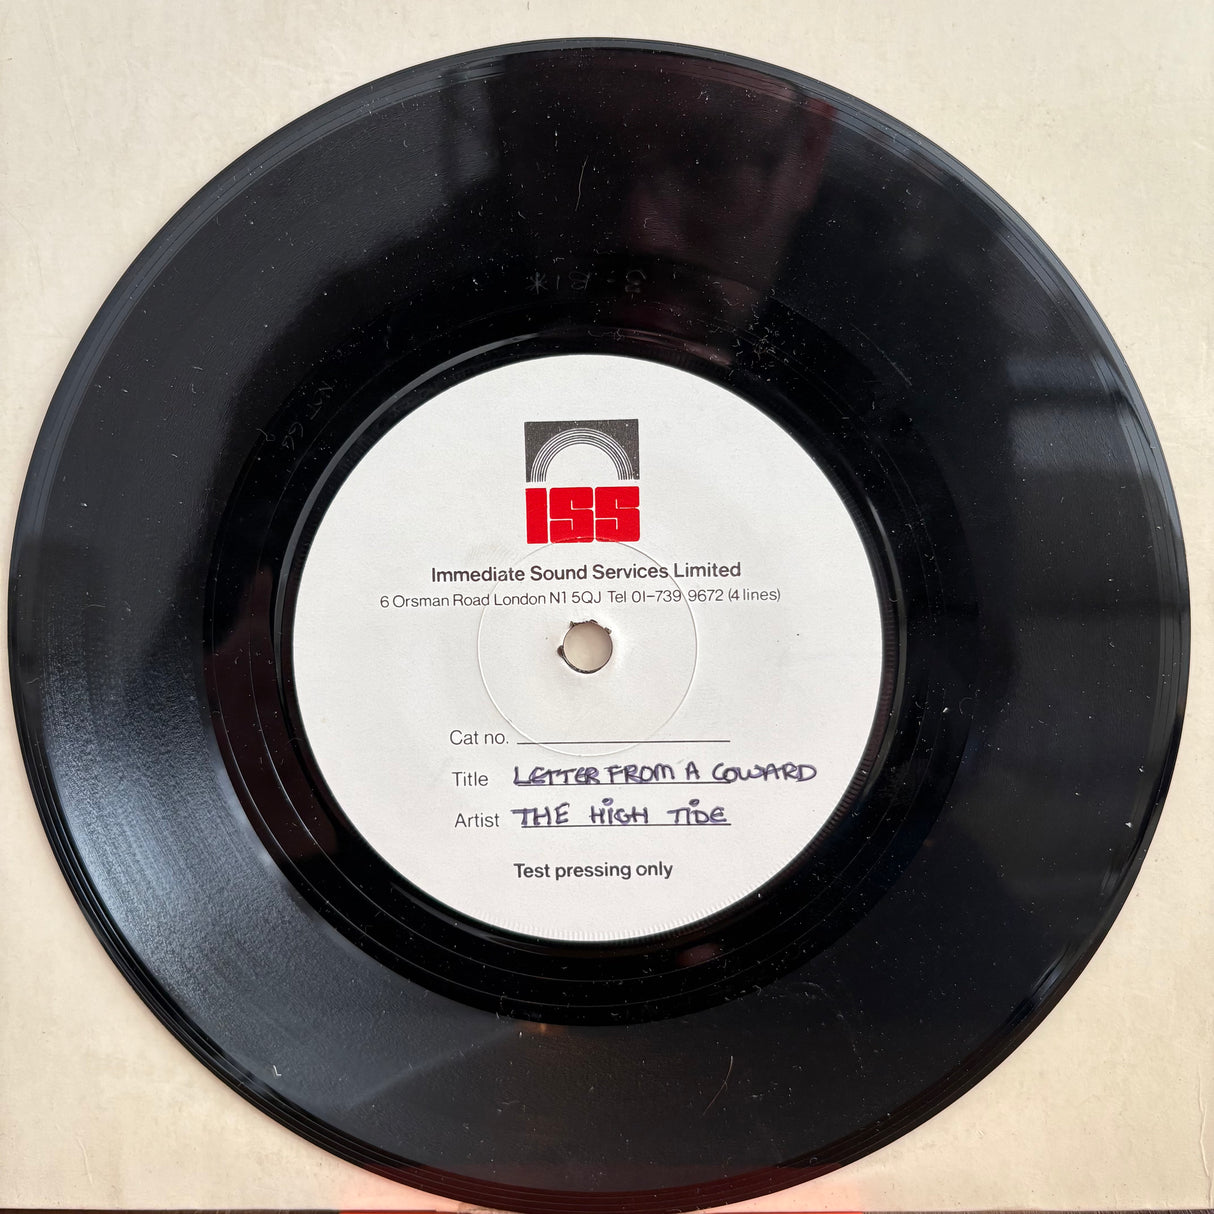 ISS
Immediate Sound Services Limited
6 Orsman Road London N1 5QJ Tel 01-739 9672 (4 lines)
Cat no.
Title LETTER FROM A COWARD
Artist THE HIGH TIDE
Test pressing only